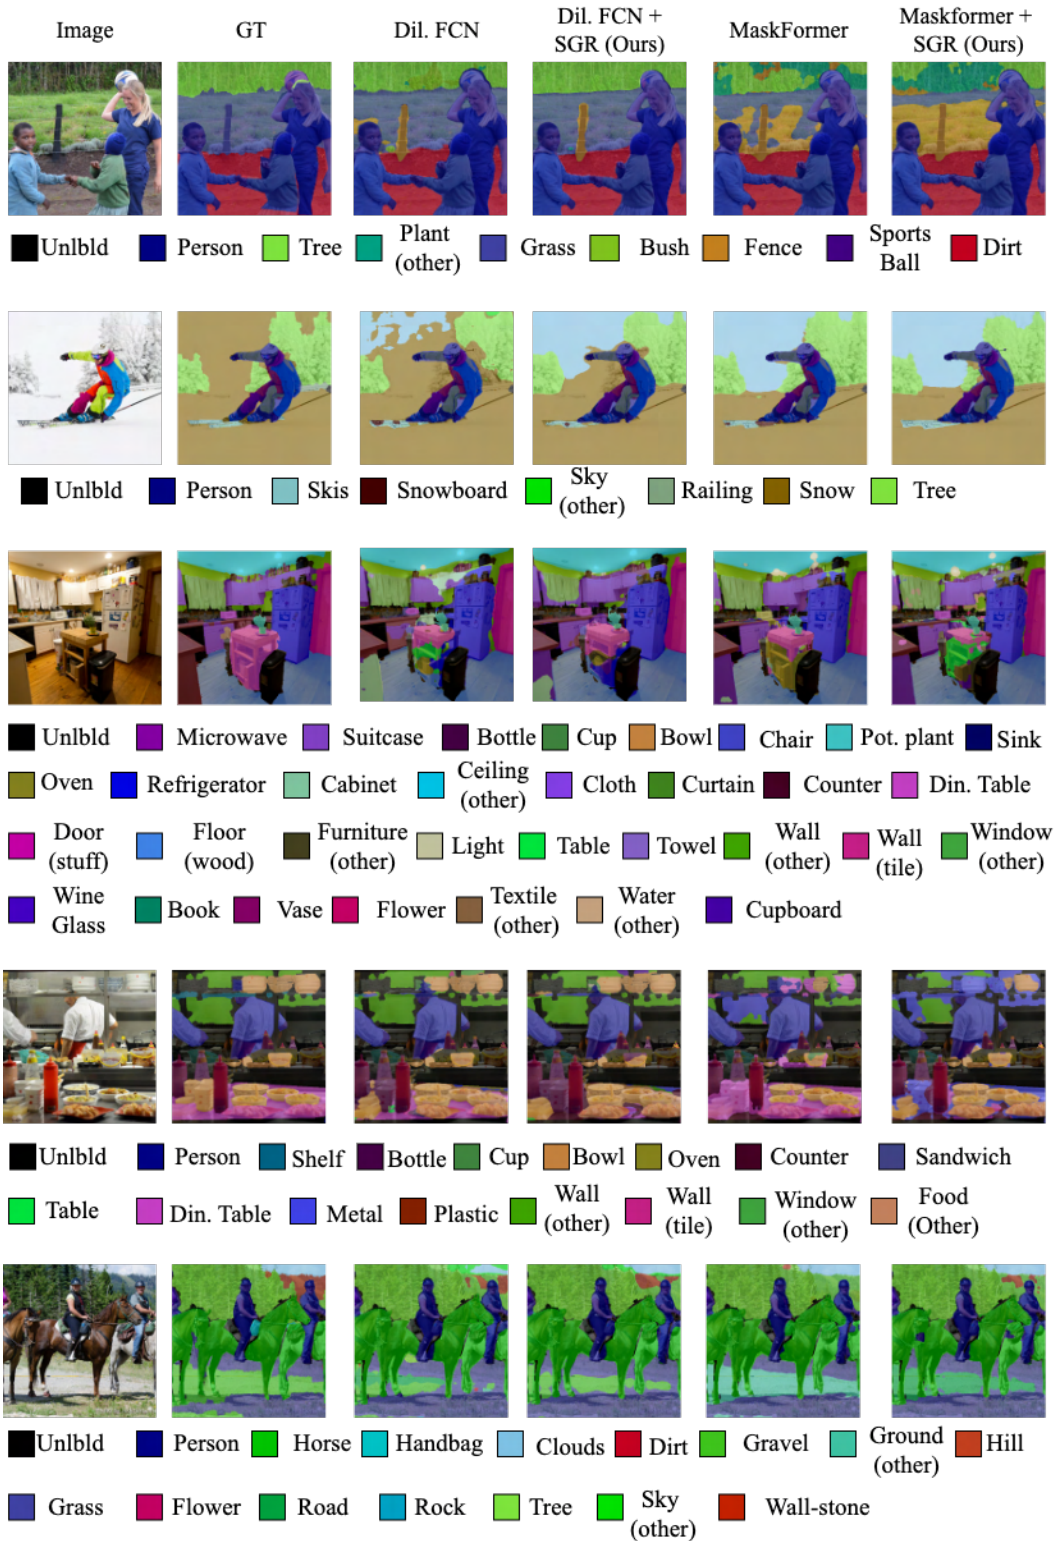 Image GT Dil. FCN Dil. FCN + SGR (Ours) MaskFormer Maskformer + SGR (Ours)
Unlbld Person Tree Plant (other) Grass Bush Fence Sports Ball Dirt
Unlbld Person Skis Snowboard Sky (other) Railing Snow Tree
Unlbld Microwave Suitcase Bottle Cup Bowl Chair Pot. plant Sink
Oven Refrigerator Cabinet Ceiling (other) Cloth Curtain Counter Din. Table
Door (stuff) Floor (wood) Furniture (other) Light Table Towel Wall (other) Wall (tile) Window (other)
Wine Glass Book Vase Flower Textile (other) Water (other) Cupboard
Unlbld Person Shelf Bottle Cup Bowl Oven Counter Sandwich
Table Din. Table Metal Plastic Wall (other) Wall (tile) Window (other) Food (Other)
Unlbld Person Horse Handbag Clouds Dirt Gravel Ground (other) Hill
Grass Flower Road Rock Tree Sky (other) Wall-stone